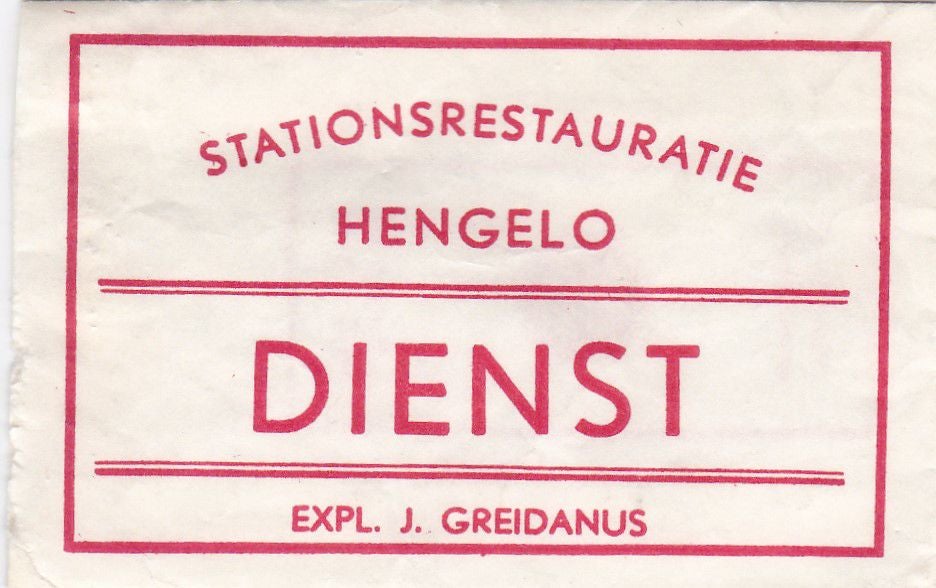 STATIONSRESTAURATIE
HENGELO
DIENST
EXPL. J. GREIDANUS